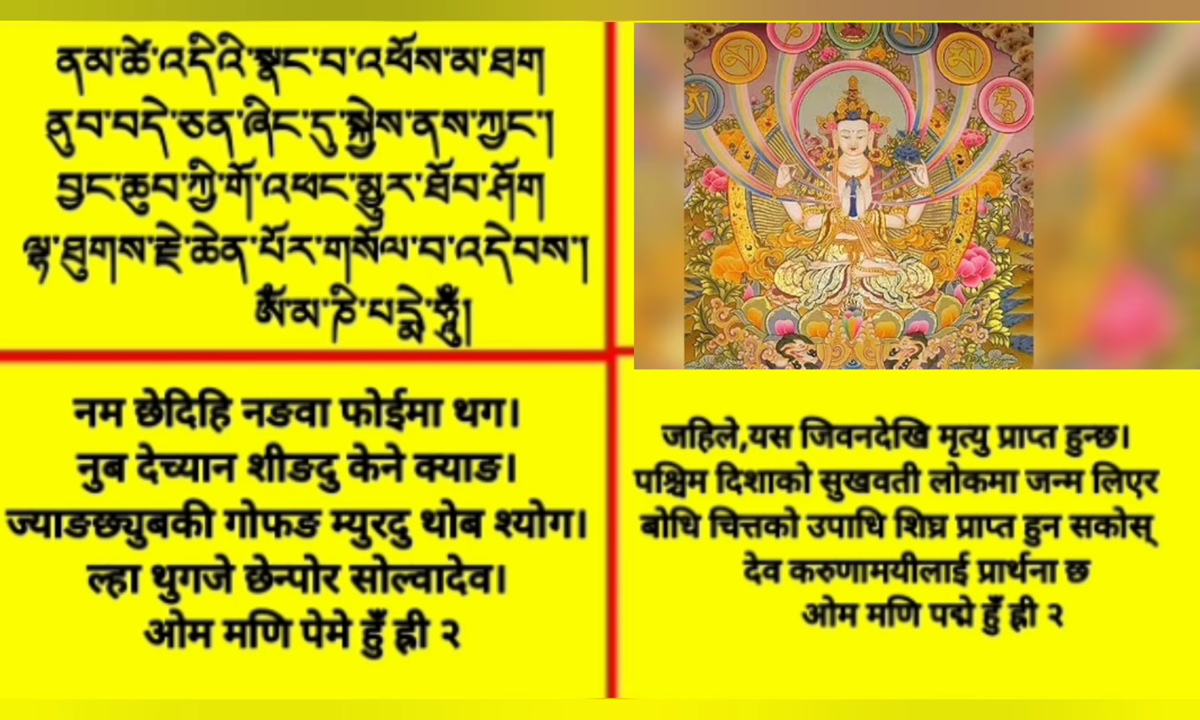 ནམ་ཚེ་འདིའི་སྣང་བ་འཕོས་མ་ཐག
ནུབ་བདེ་ཅན་ཞིང་དུ་སྐྱེས་ནས་ཀྱང་།
བྱང་ཆུབ་ཀྱི་གོ་འཕང་མྱུར་ཐོབ་ཤོག
ལྷ་ཐུགས་རྗེ་ཆེན་པོར་གསོལ་བ་འདེབས་།
ཨོཾ་མ་ཎི་པདྨེ་ཧཱུྃ།
नम छेदिहि नङवा फोईमा थग।
नुब देच्यान शीङदु केने क्याङ।
ज्याङछ्युबकी गोफङ म्युरदु थोब श्योग।
ल्हा थुगजे छेन्पोर सोल्वादेव।
ओम मणि पेमे हुँ ह्री २
जहिले,यस जिवनदेखि मृत्यु प्राप्त हुन्छ।
पश्चिम दिशाको सुखवती लोकमा जन्म लिएर
बोधि चित्तको उपाधि शिघ्र प्राप्त हुन सकोस्
देव करुणामयीलाई प्रार्थना छ
ओम मणि पद्मे हुँ ह्री २